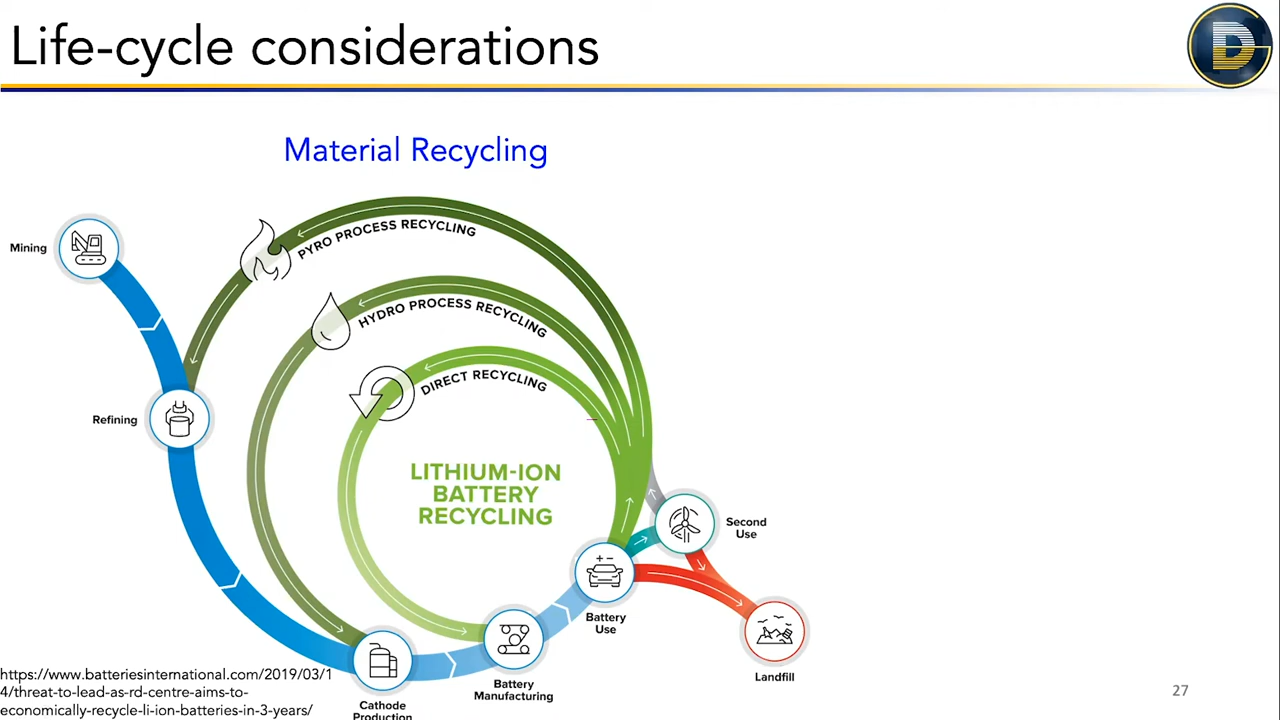 Life-cycle considerations
Material Recycling
Mining
PYRO PROCESS RECYCLING
HYDRO PROCESS RECYCLING
DIRECT RECYCLING
Refining
LITHIUM-ION
BATTERY
RECYCLING
Second
Use
Battery
Use
Landfill
Battery
Manufacturing
Cathode
Production
https://www.batteriesinternational.com/2019/03/1
4/threat-to-lead-as-rd-centre-aims-to-
economically-recycle-li-ion-batteries-in-3-years/
27